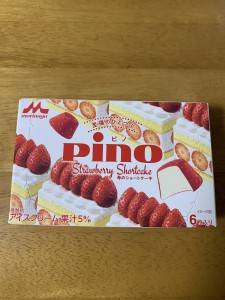 morinaga
pino
ピノ
Strawberry Shortcake
苺のショートケーキ
アイスクリーム・果汁5%
6粒入り